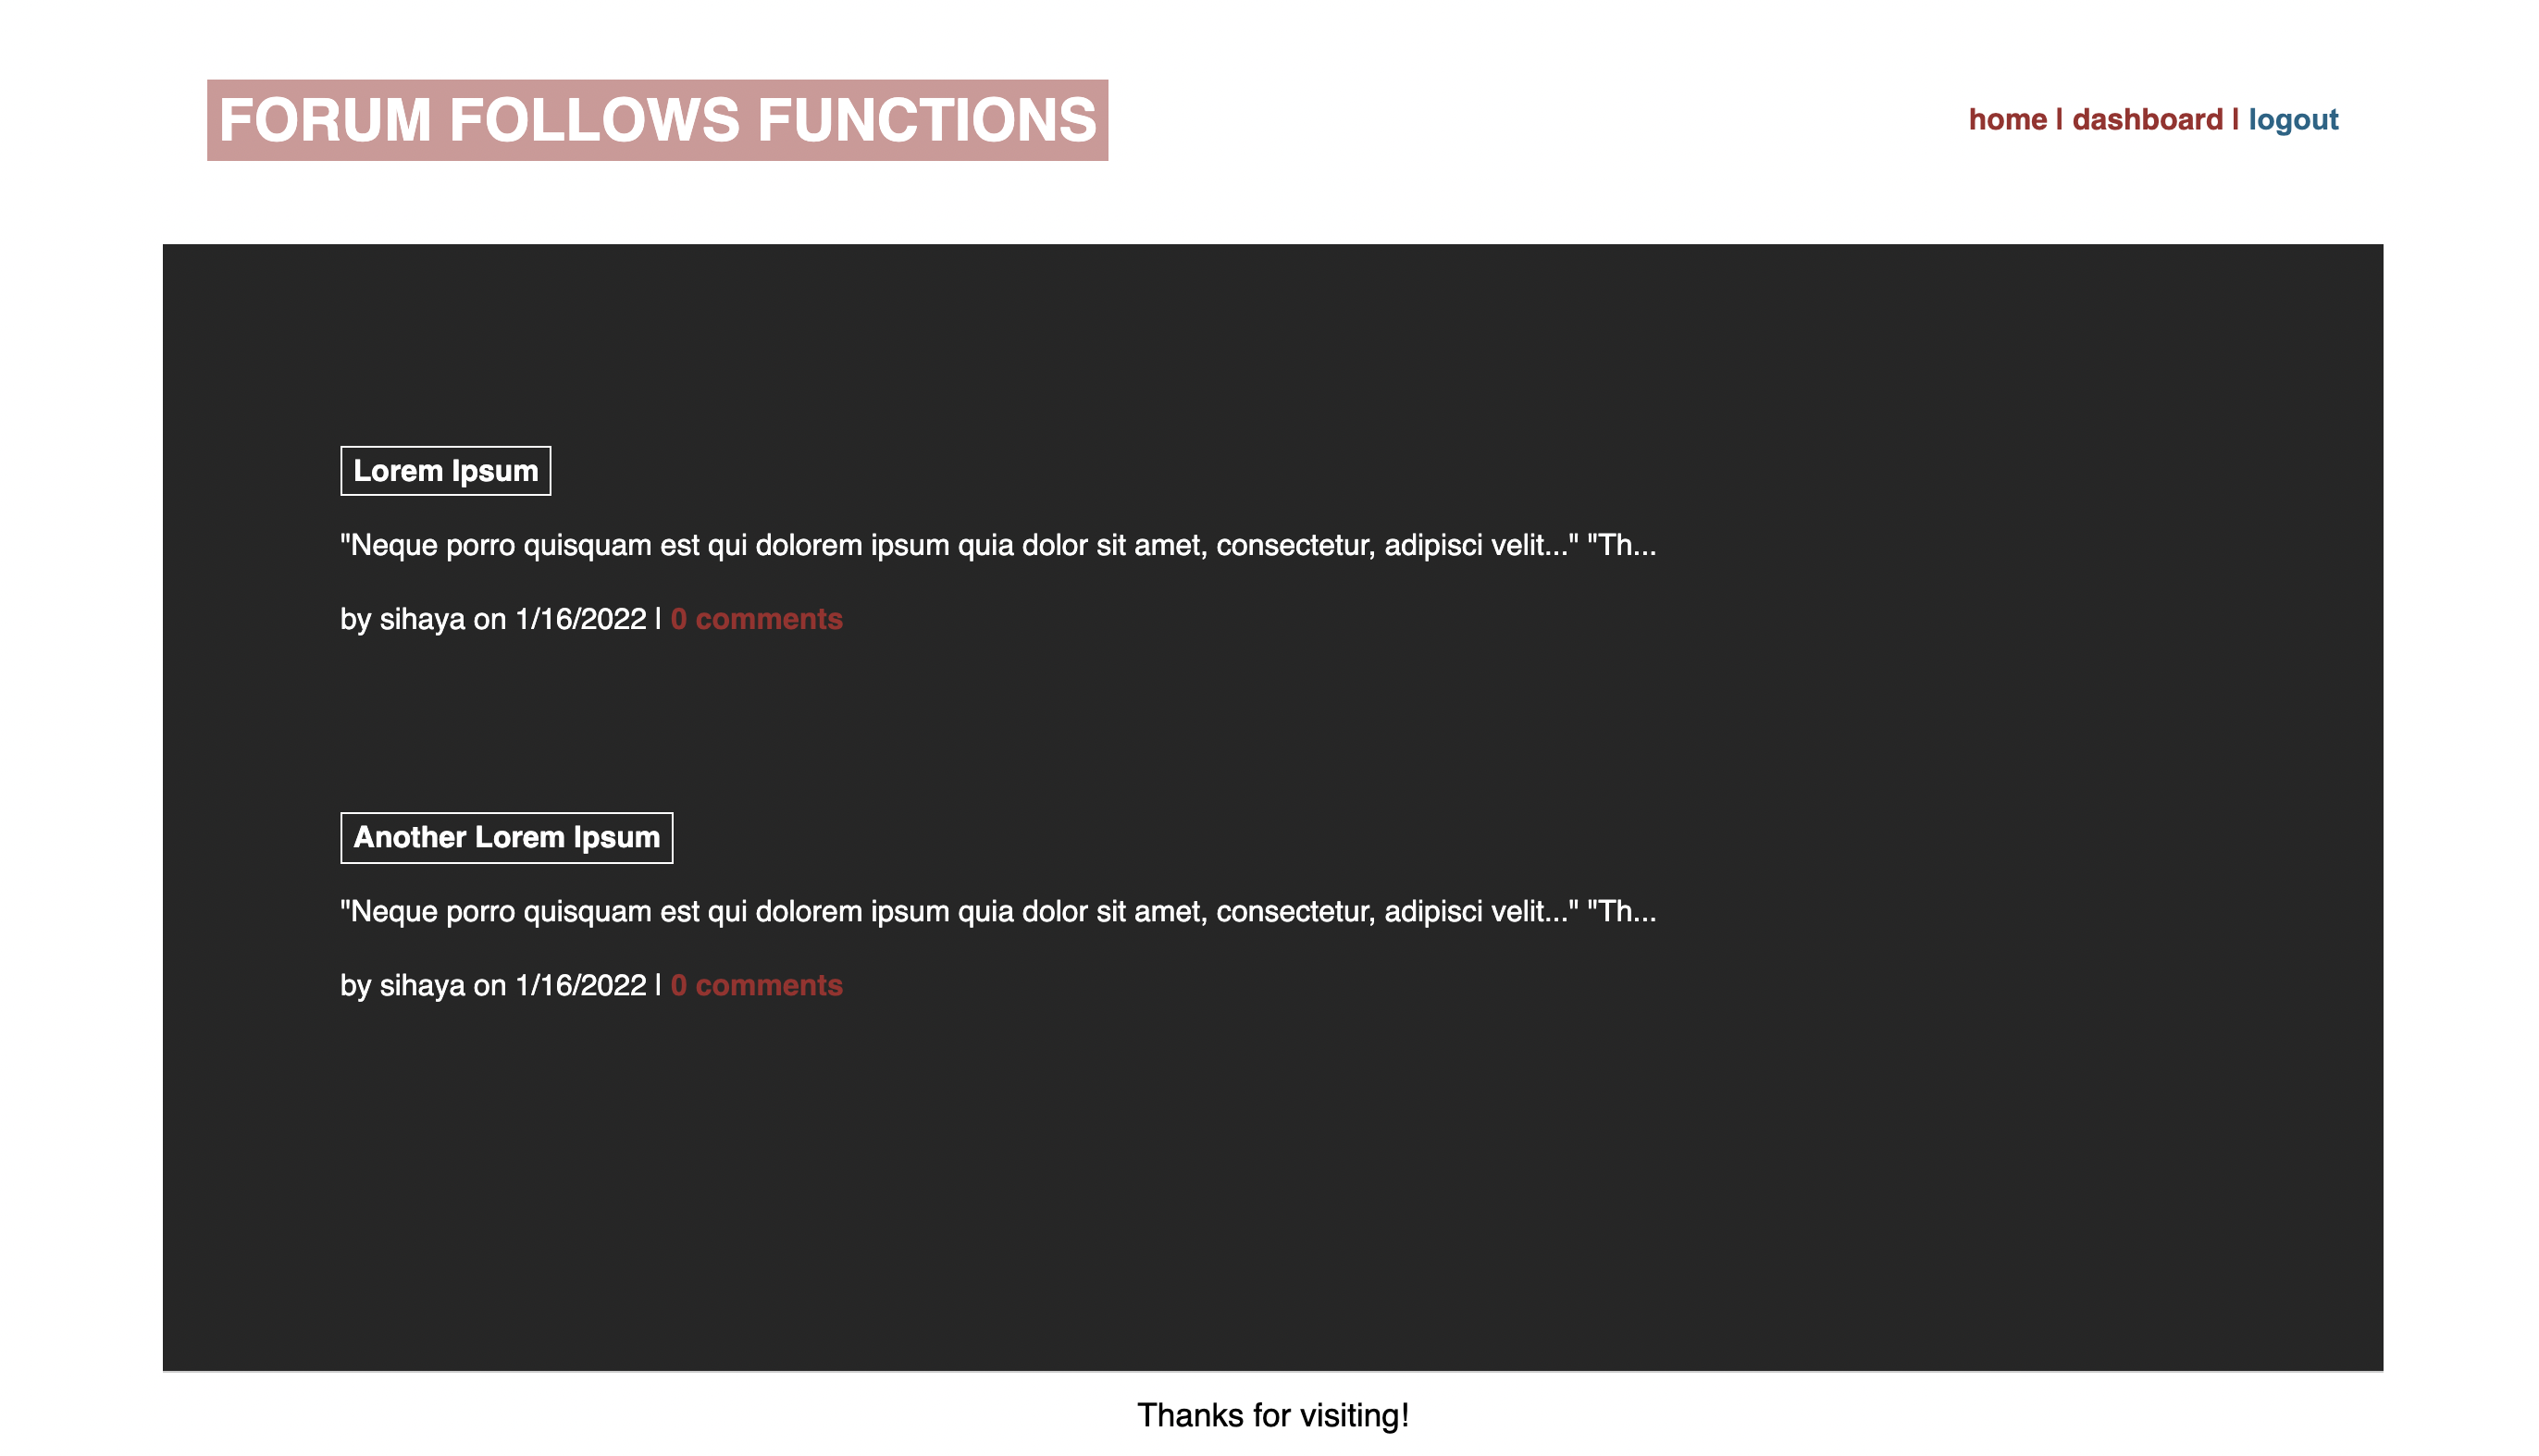 FORUM FOLLOWS FUNCTIONS
home | dashboard | logout
Lorem Ipsum
"Neque porro quisquam est qui dolorem ipsum quia dolor sit amet, consectetur, adipisci velit..." "Th...
by sihaya on 1/16/2022 | 0 comments
Another Lorem Ipsum
"Neque porro quisquam est qui dolorem ipsum quia dolor sit amet, consectetur, adipisci velit..." "Th...
by sihaya on 1/16/2022 | 0 comments
Thanks for visiting!